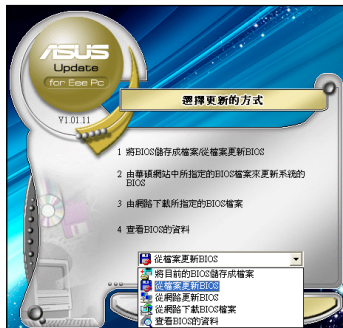 ASUS
Update
for Eee Pc
V1.01.11
選擇更新的方式
1 將BIOS儲存成檔案/從檔案更新BIOS
2 由華碩網站中所指定的BIOS檔案來更新系統的
BIOS
3 由網路下載所指定的BIOS檔案
4 查看BIOS的資料
從檔案更新BIOS
將目前的BIOS儲存成檔案
從檔案更新BIOS
從網路更新BIOS
從網路下載BIOS檔案
查看BIOS的資料